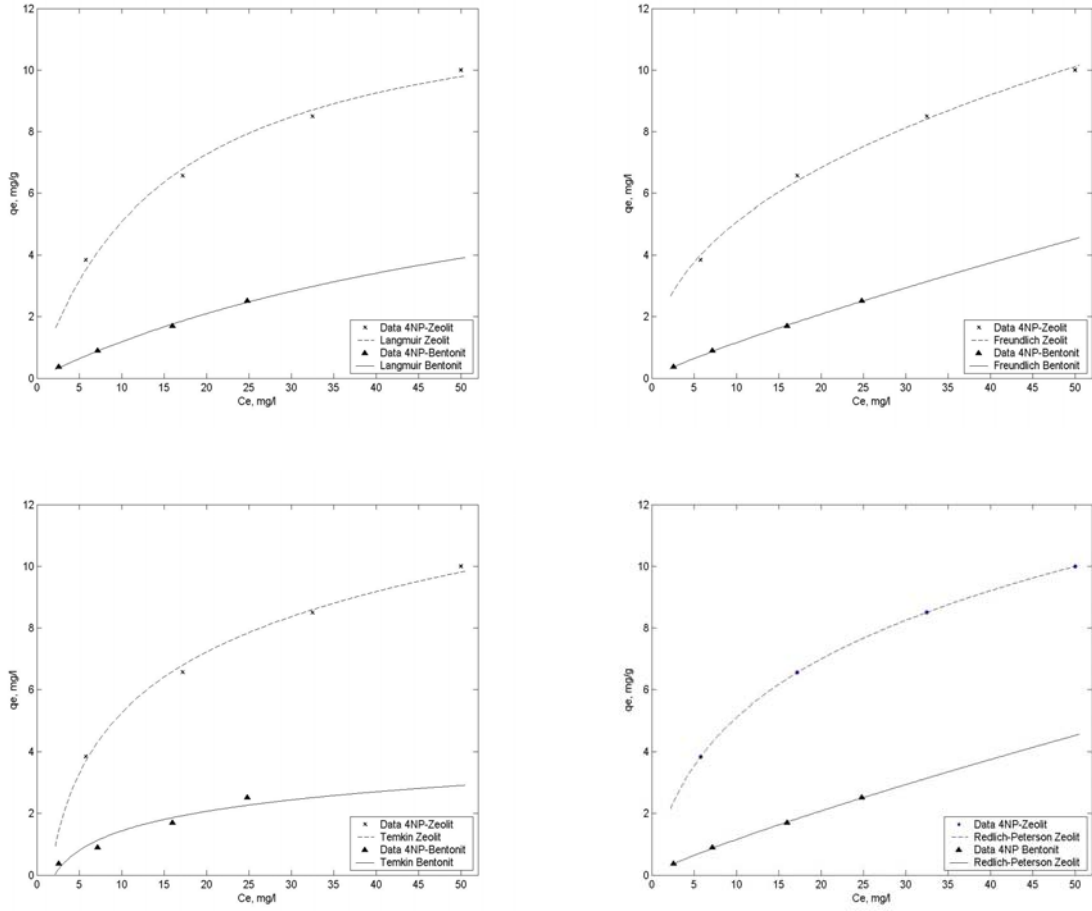 12
10
8
6
4
2
0
qe, mg/g
0 5 10 15 20 25 30 35 40 45 50
Ce, mg/l
Data 4NP-Zeolit
Langmuir Zeolit
Data 4NP-Bentonit
Langmuir Bentonit
12
10
8
6
4
2
0
qe, mg/l
0 5 10 15 20 25 30 35 40 45 50
Ce, mg/l
Data 4NP-Zeolit
Freundlich Zeolit
Data 4NP-Bentonit
Freundlich Bentonit
12
10
8
6
4
2
0
qe, mg/l
0 5 10 15 20 25 30 35 40 45 50
Ce, mg/l
Data 4NP-Zeolit
Temkin Zeolit
Data 4NP-Bentonit
Temkin Bentonit
12
10
8
6
4
2
0
qe, mg/g
0 5 10 15 20 25 30 35 40 45 50
Ce, mg/l
Data 4NP-Zeolit
Redlich-Peterson Zeolit
Data 4NP Bentonit
Redlich-Peterson Zeolit